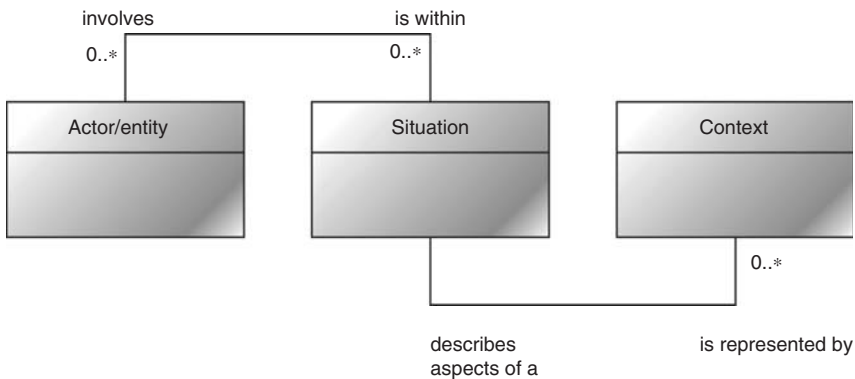 involves
is within
0..*
0..*
Actor/entity
Situation
Context
0..*
describes
aspects of a
is represented by